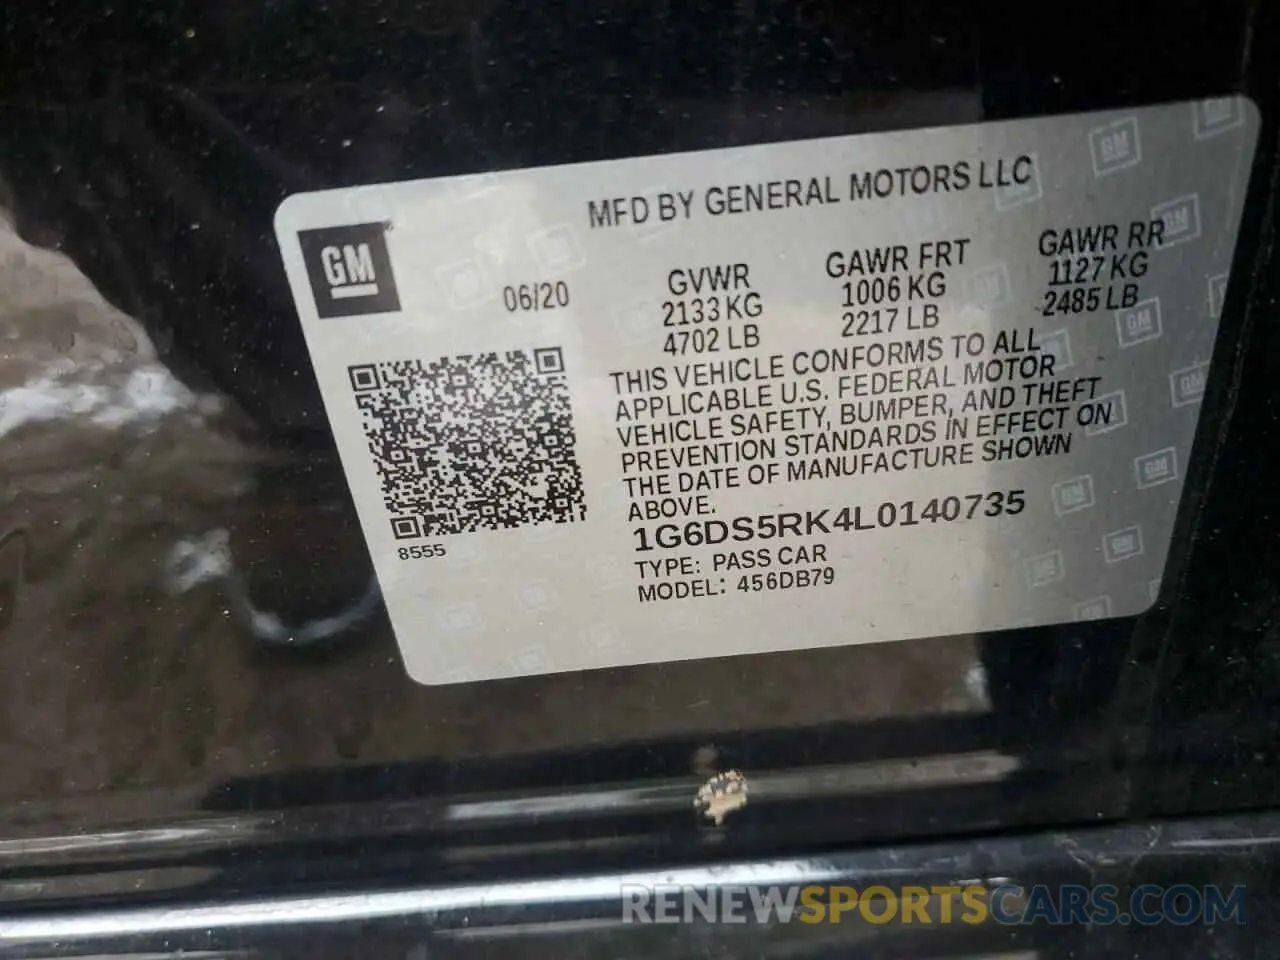 MFD BY GENERAL MOTORS LLC
GM
06/20
GVWR
2133 KG
4702 LB
GAWR FRT
1006 KG
2217 LB
GAWR RR
1127 KG
2485 LB
THIS VEHICLE CONFORMS TO ALL
APPLICABLE U.S. FEDERAL MOTOR
VEHICLE SAFETY, BUMPER, AND THEFT
PREVENTION STANDARDS IN EFFECT ON
THE DATE OF MANUFACTURE SHOWN
ABOVE.
8555
1G6DS5RK4L0140735
TYPE: PASS CAR
MODEL: 456DB79
RENEWSPORTSCARS.COM